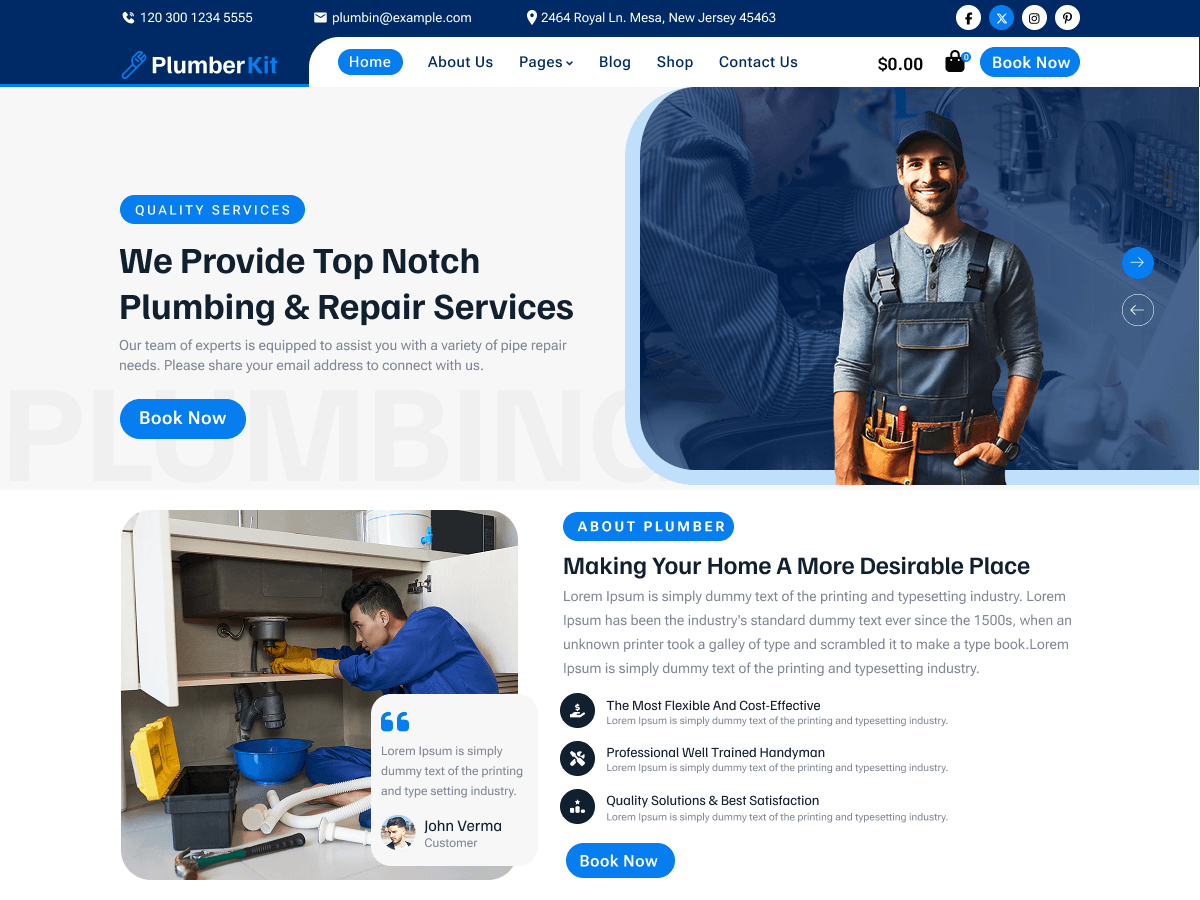 120 300 1234 5555
plumbin@example.com
2464 Royal Ln. Mesa, New Jersey 45463
PlumberKit
Home
About Us
Pages
Blog
Shop
Contact Us
$0.00
0
Book Now
QUALITY SERVICES
We Provide Top Notch
Plumbing & Repair Services
Our team of experts is equipped to assist you with a variety of pipe repair
needs. Please share your email address to connect with us.
PLUMBING
Book Now
ABOUT PLUMBER
Making Your Home A More Desirable Place
Lorem Ipsum is simply dummy text of the printing and typesetting industry. Lorem
Ipsum has been the industry's standard dummy text ever since the 1500s, when an
unknown printer took a galley of type and scrambled it to make a type book.Lorem
Ipsum is simply dummy text of the printing and typesetting industry.
The Most Flexible And Cost-Effective
Lorem Ipsum is simply dummy text of the printing and typesetting industry.
Professional Well Trained Handyman
Lorem Ipsum is simply dummy text of the printing and typesetting industry.
Quality Solutions & Best Satisfaction
Lorem Ipsum is simply dummy text of the printing and typesetting industry.
Book Now
Lorem Ipsum is simply
dummy text of the printing
and type setting industry.
John Verma
Customer